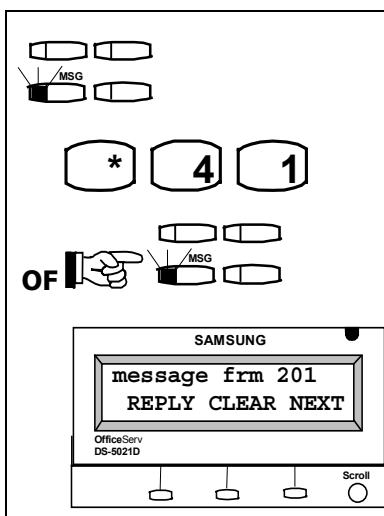 MSG
* 4 1
OF
MSG
SAMSUNG
message frm 201
REPLY CLEAR NEXT
OfficeServ
DS-5021D
Scroll